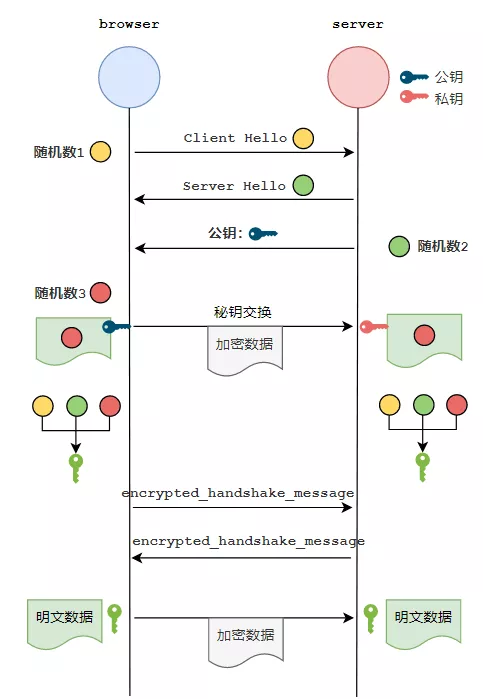 browser
server
公钥
私钥
Client Hello
随机数1
Server Hello
公钥:
随机数2
随机数3
秘钥交换
加密数据
encrypted_handshake_message
encrypted_handshake_message
明文数据
明文数据
加密数据